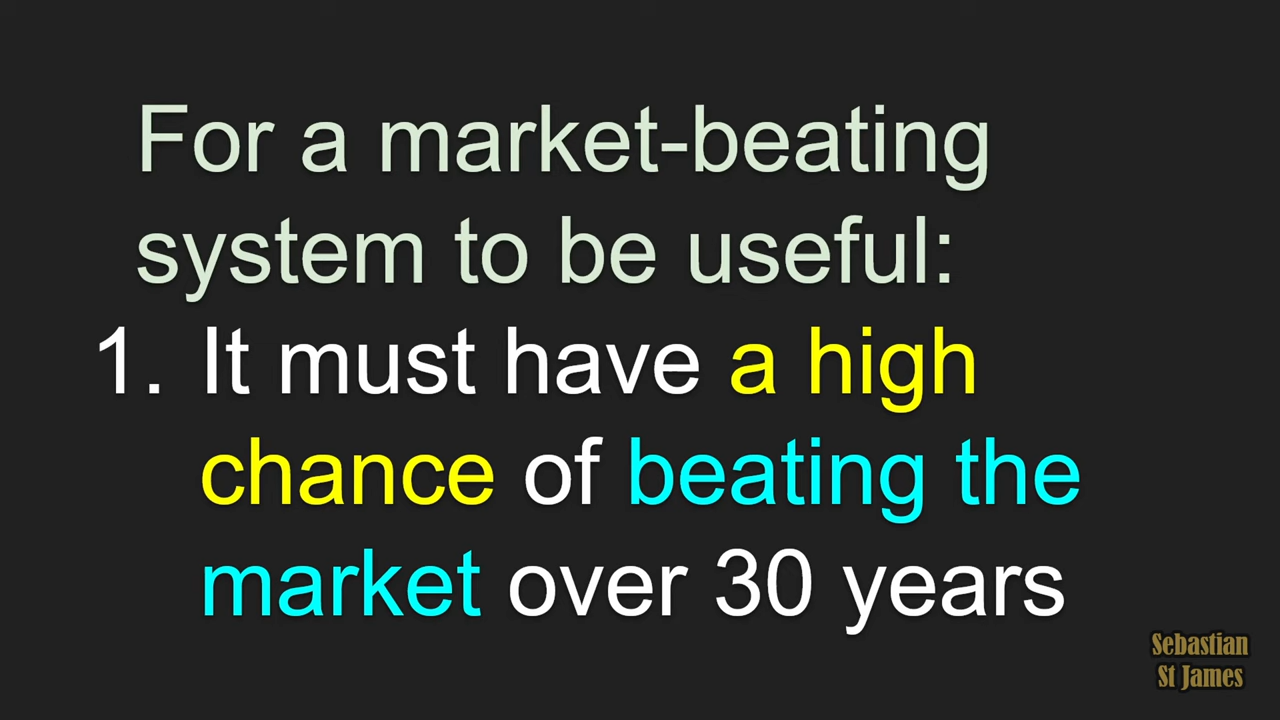 For a market-beating
system to be useful:
1. It must have a high
chance of beating the
market over 30 years
Sebastian
St James